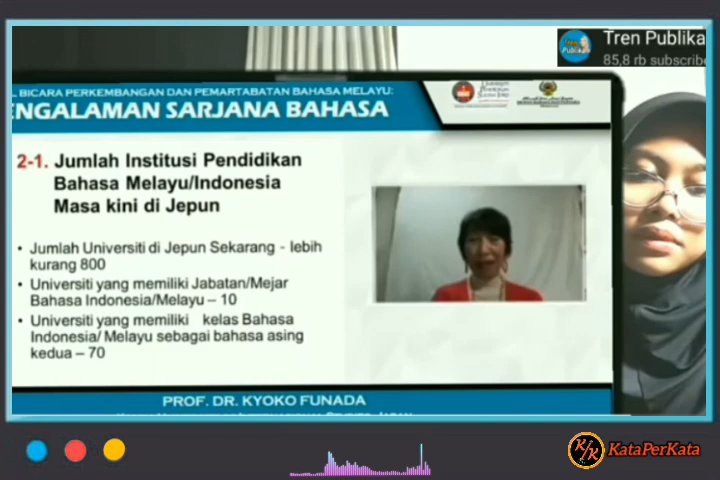 Tren Publika
85,8 rb subscribe
L BICARA PERKEMBANGAN DAN PEMARTABATAN BAHASA MELAYU:
ENGALAMAN SARJANA BAHASA
2-1. Jumlah Institusi Pendidikan
Bahasa Melayu/Indonesia
Masa kini di Jepun
• Jumlah Universiti di Jepun Sekarang - lebih
kurang 800
• Universiti yang memiliki Jabatan/Mejar
Bahasa Indonesia/Melayu – 10
• Universiti yang memiliki kelas Bahasa
Indonesia/ Melayu sebagai bahasa asing
kedua – 70
PROF. DR. KYOKO FUNADA
K/K KataPerKata